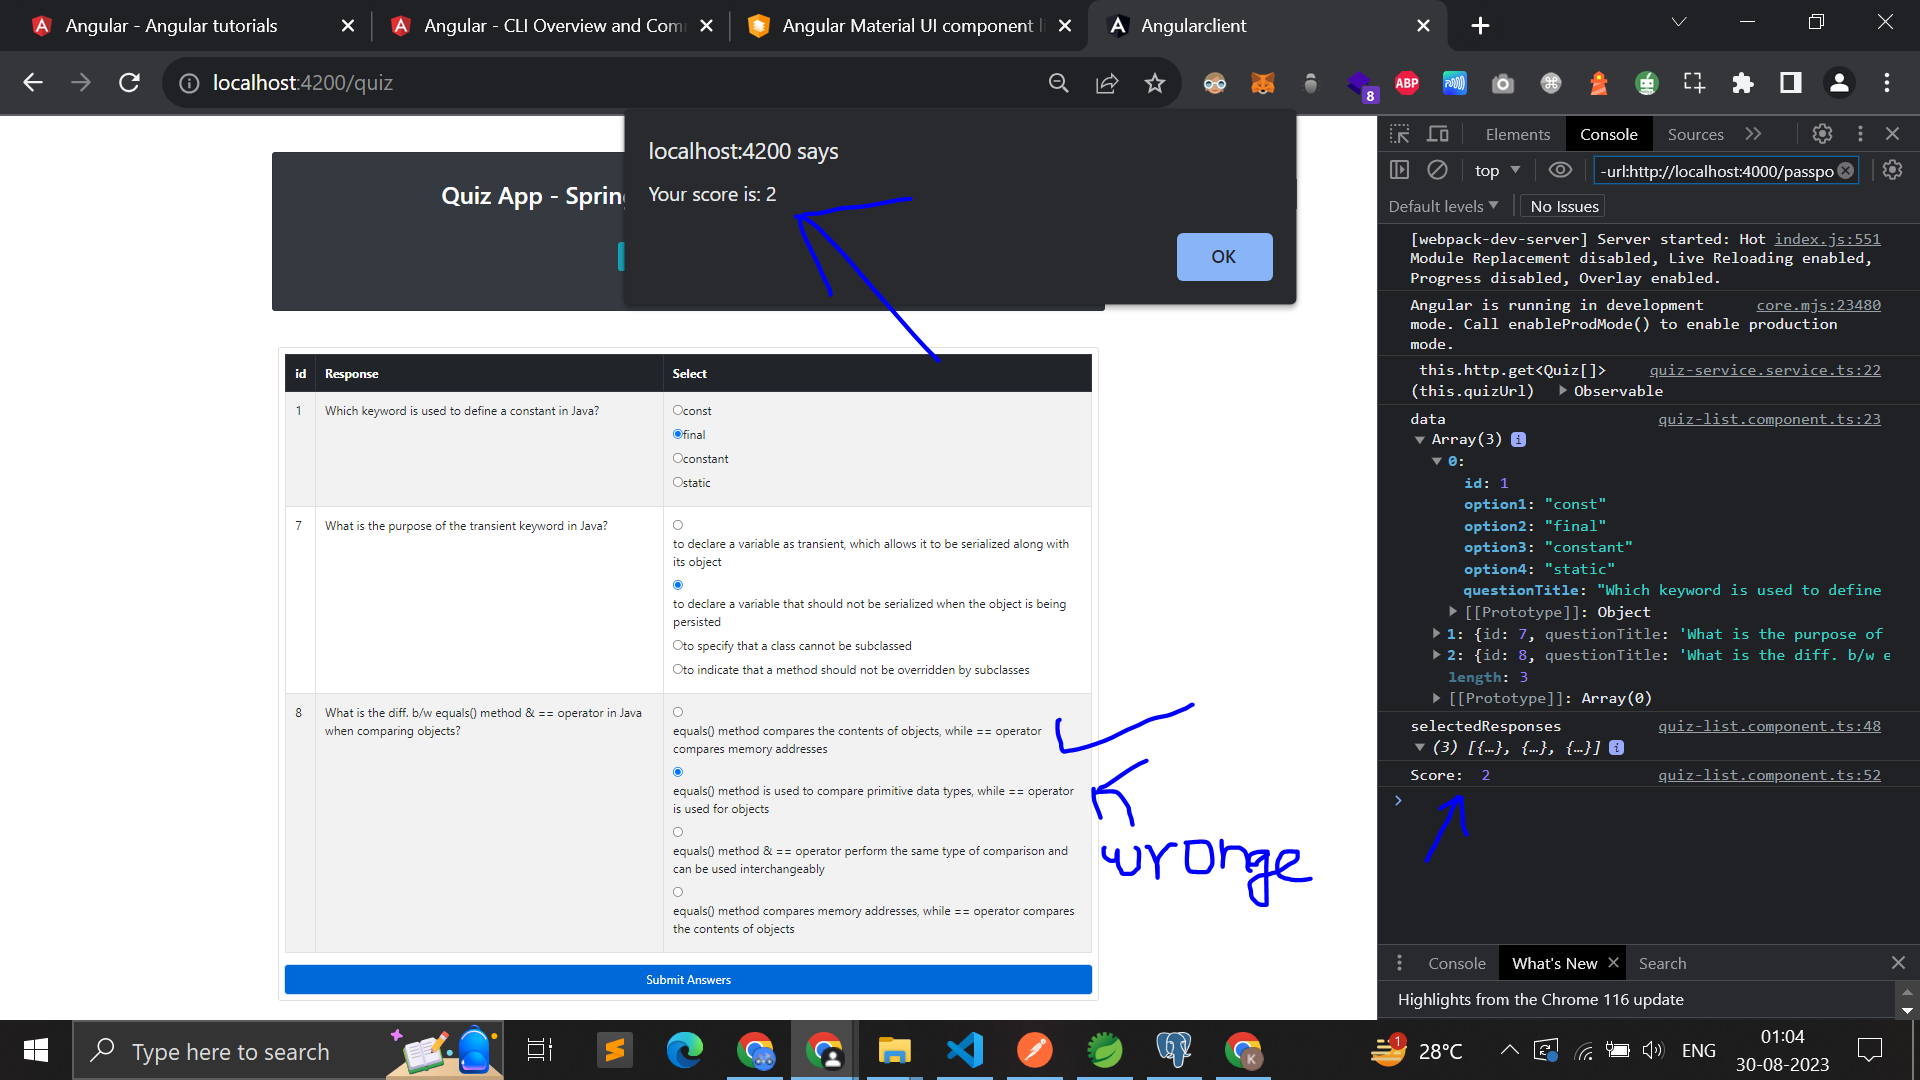 Angular - Angular tutorials
Angular - CLI Overview and Com
Angular Material UI component l
Angularclient
localhost:4200/quiz
8
ABP
localhost:4200 says
Your score is: 2
OK
Quiz App - Sprin
id Response Select
1 Which keyword is used to define a constant in Java?
const
final
constant
static
7 What is the purpose of the transient keyword in Java?
to declare a variable as transient, which allows it to be serialized along with
its object
to declare a variable that should not be serialized when the object is being
persisted
to specify that a class cannot be subclassed
to indicate that a method should not be overridden by subclasses
8 What is the diff. b/w equals() method & == operator in Java
when comparing objects?
equals() method compares the contents of objects, while == operator
compares memory addresses
equals() method is used to compare primitive data types, while == operator
is used for objects
equals() method & == operator perform the same type of comparison and
can be used interchangeably
equals() method compares memory addresses, while == operator compares
the contents of objects
wronge
Submit Answers
Elements Console Sources
top -url:http://localhost:4000/passpo
Default levels No Issues
[webpack-dev-server] Server started: Hot index.js:551
Module Replacement disabled, Live Reloading enabled,
Progress disabled, Overlay enabled.
Angular is running in development core.mjs:23480
mode. Call enableProdMode() to enable production
mode.
this.http.get<Quiz[]> quiz-service.service.ts:22
(this.quizUrl) Observable
data quiz-list.component.ts:23
Array(3) i
0:
id: 1
option1: "const"
option2: "final"
option3: "constant"
option4: "static"
questionTitle: "Which keyword is used to define
[[Prototype]]: Object
1: {id: 7, questionTitle: 'What is the purpose of
2: {id: 8, questionTitle: 'What is the diff. b/w e
length: 3
[[Prototype]]: Array(0)
selectedResponses quiz-list.component.ts:48
(3) [{…}, {…}, {…}] i
Score: 2 quiz-list.component.ts:52
Console What's New Search
Highlights from the Chrome 116 update
Type here to search
K
1
28°C
ENG
01:04
30-08-2023